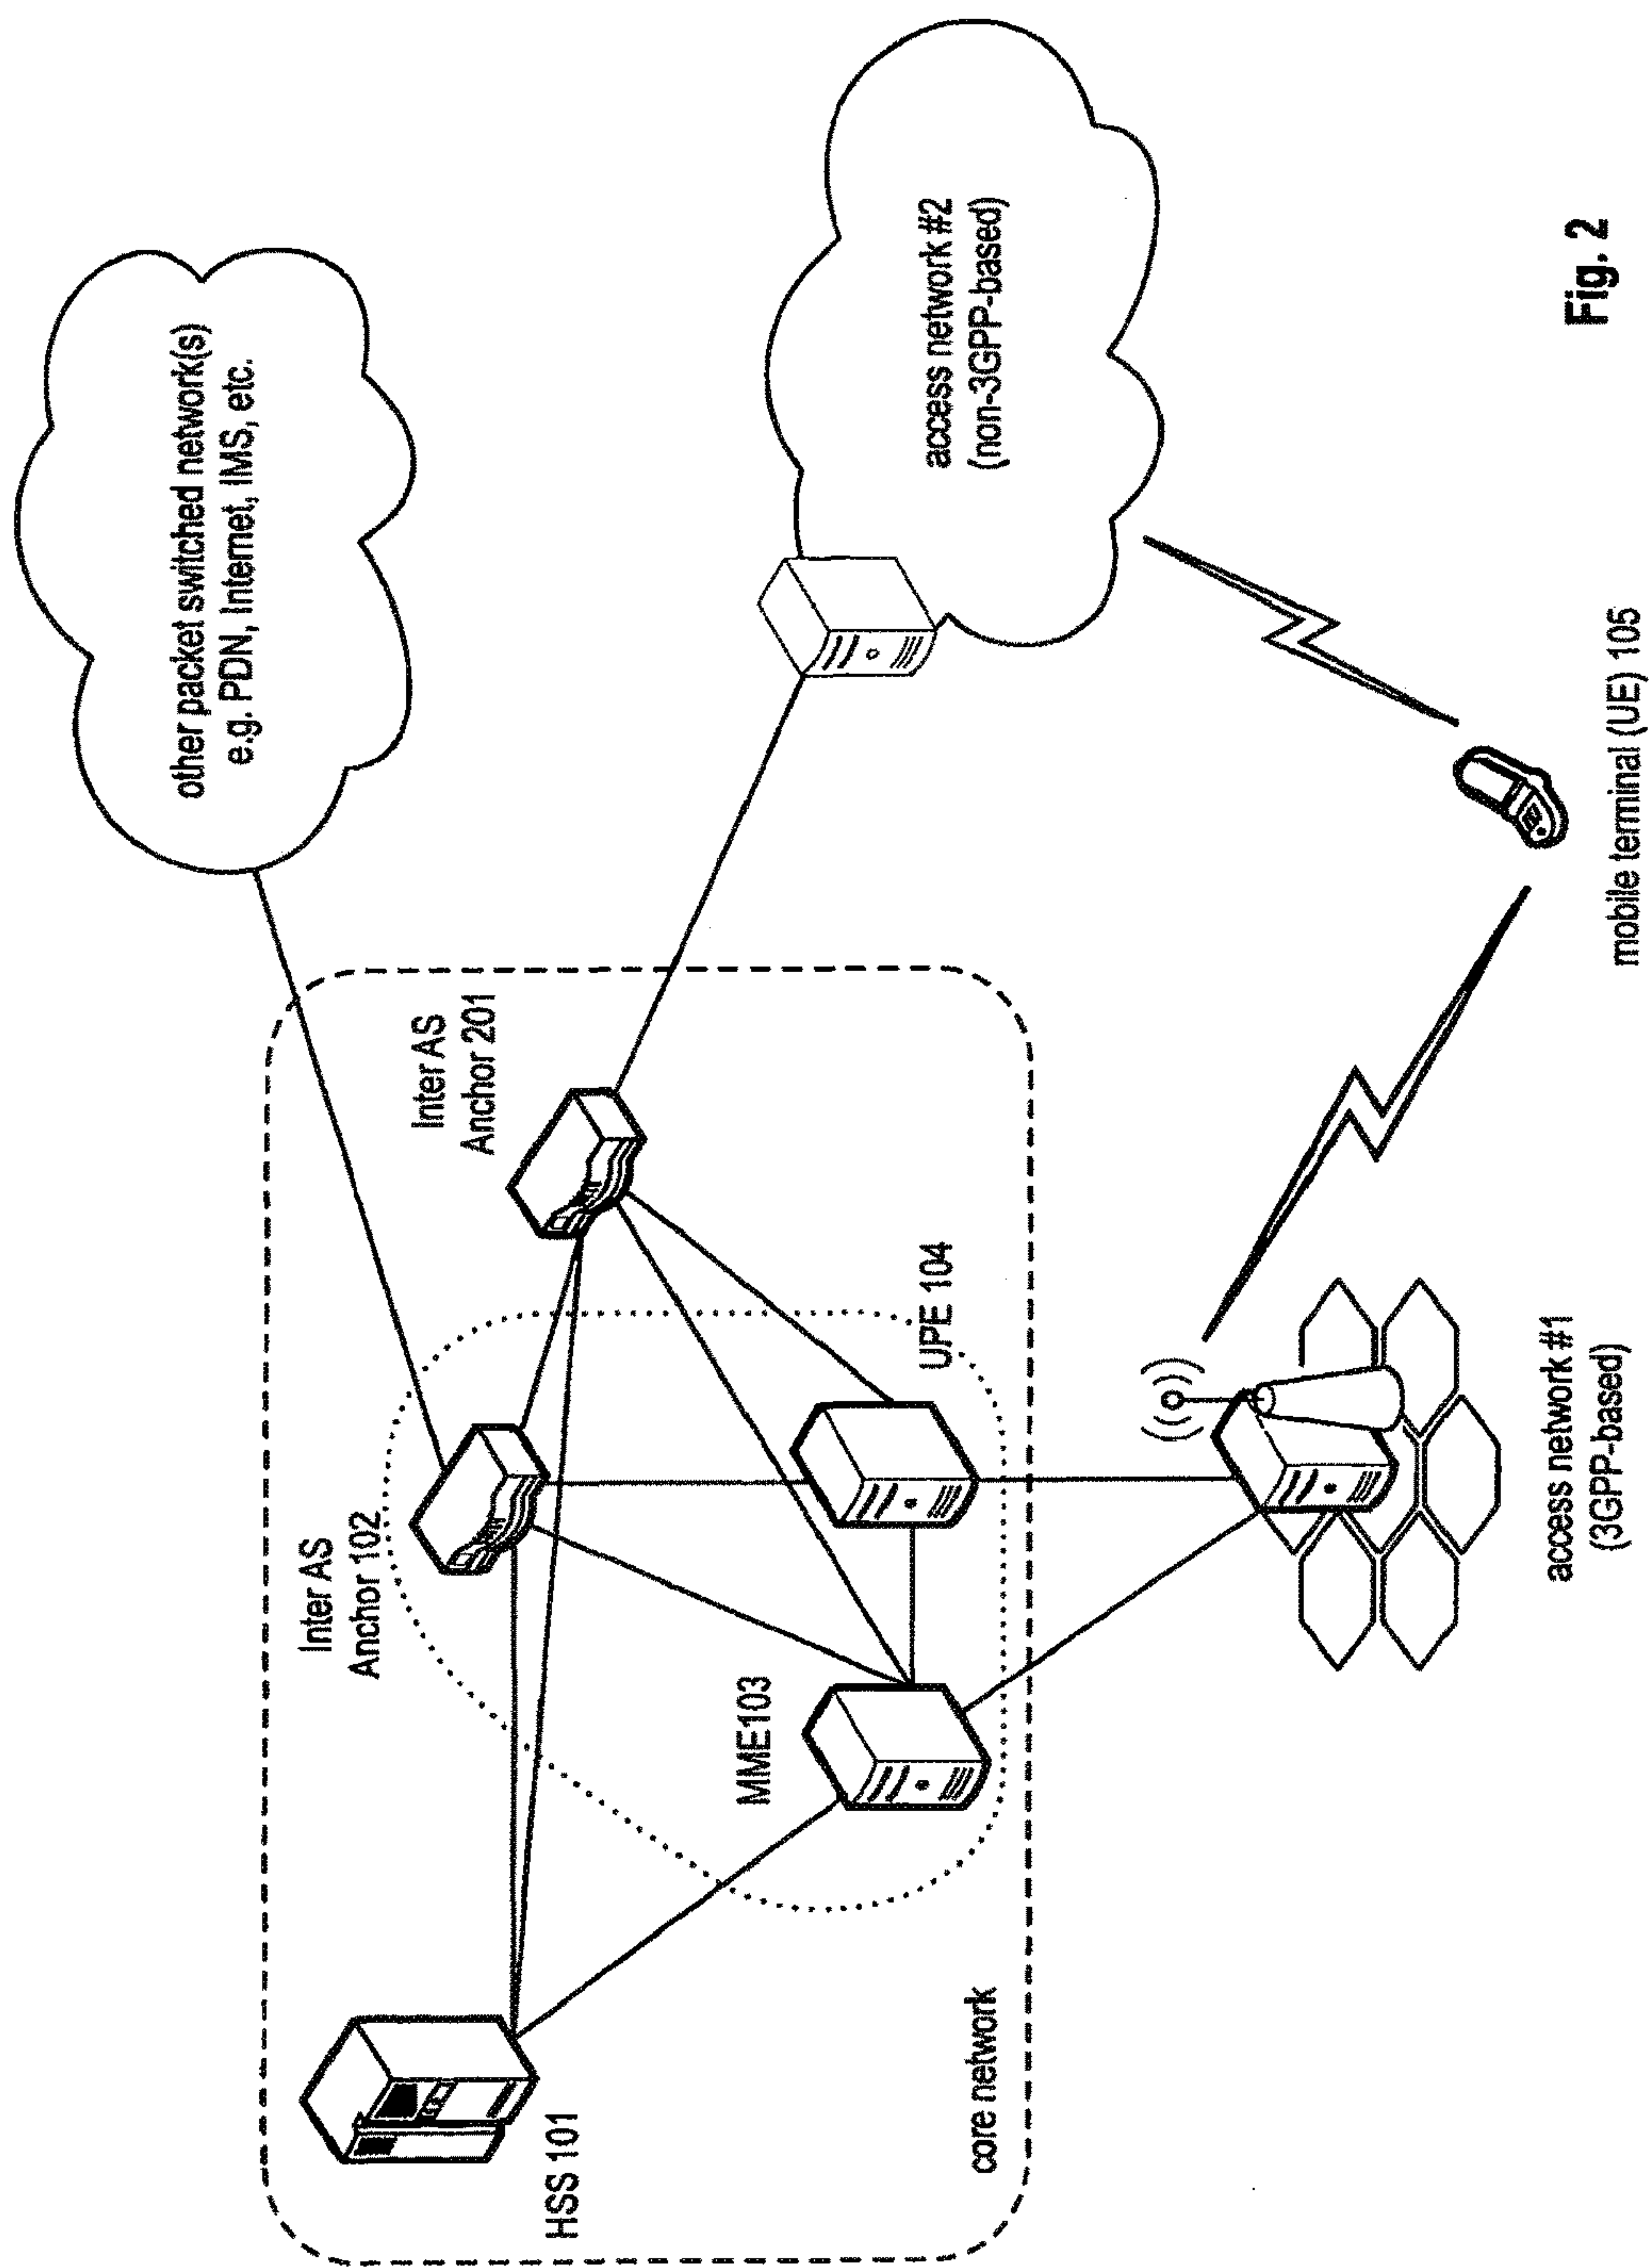 other packet switched network(s)
e.g. PDN, Internet, IMS, etc.
Inter AS
Anchor 102
Inter AS
Anchor 201
HSS 101
MME103
UPE 104
core network
access network #2
(non-3GPP-based)
access network #1
(3GPP-based)
mobile terminal (UE) 105
Fig. 2